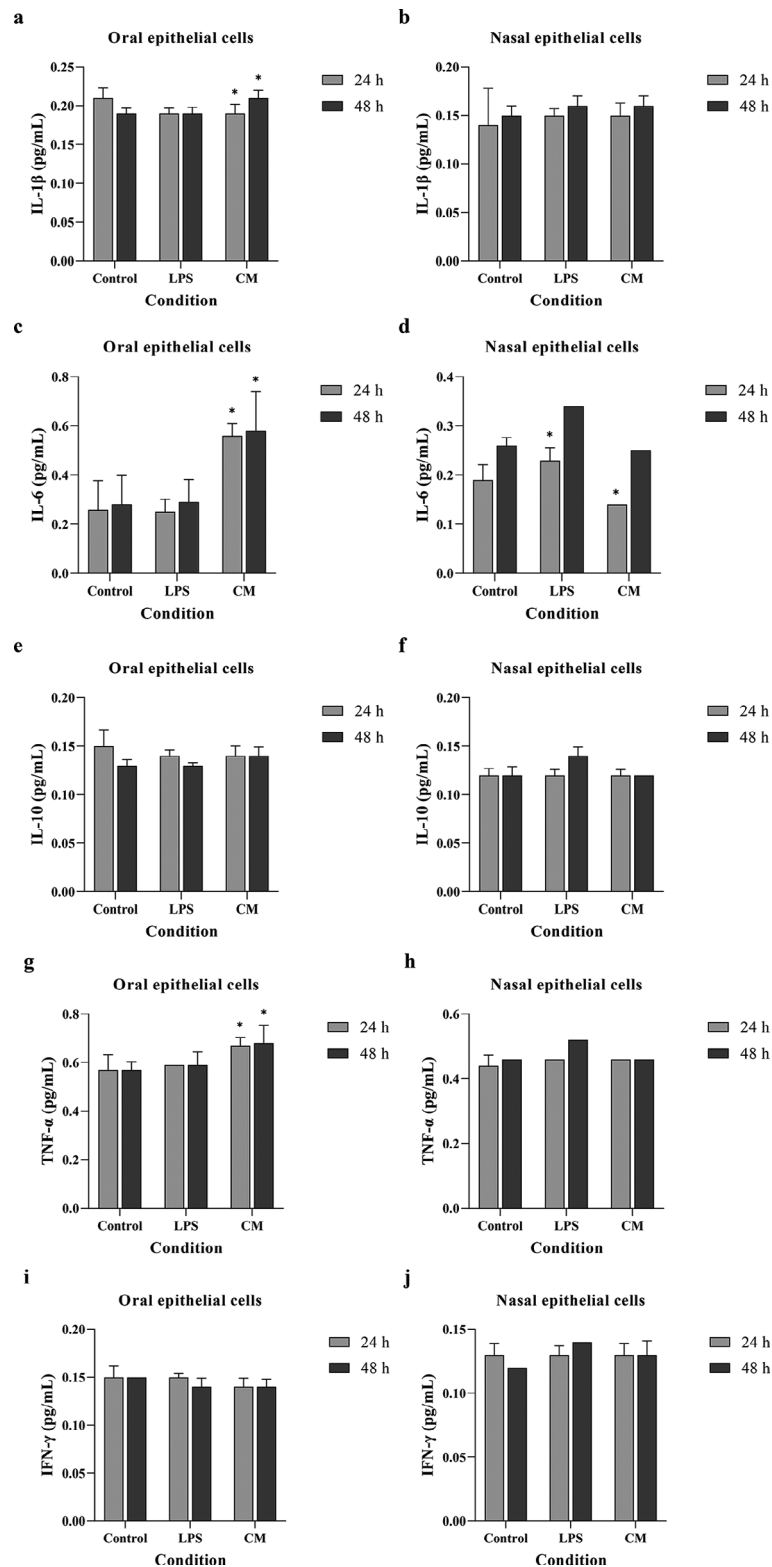 a
Oral epithelial cells
IL-1β (pg/mL)
0.25
0.20
0.15
0.10
0.05
0.00
* *
24 h
48 h
Control LPS CM
Condition
b
Nasal epithelial cells
IL-1β (pg/mL)
0.20
0.15
0.10
0.05
0.00
24 h
48 h
Control LPS CM
Condition
c
Oral epithelial cells
IL-6 (pg/mL)
0.8
0.6
0.4
0.2
0.0
* *
24 h
48 h
Control LPS CM
Condition
d
Nasal epithelial cells
IL-6 (pg/mL)
0.4
0.3
0.2
0.1
0.0
* *
24 h
48 h
Control LPS CM
Condition
e
Oral epithelial cells
IL-10 (pg/mL)
0.20
0.15
0.10
0.05
0.00
24 h
48 h
Control LPS CM
Condition
f
Nasal epithelial cells
IL-10 (pg/mL)
0.20
0.15
0.10
0.05
0.00
24 h
48 h
Control LPS CM
Condition
g
Oral epithelial cells
TNF-α (pg/mL)
0.8
0.6
0.4
0.2
0.0
* *
24 h
48 h
Control LPS CM
Condition
h
Nasal epithelial cells
TNF-α (pg/mL)
0.6
0.4
0.2
0.0
24 h
48 h
Control LPS CM
Condition
i
Oral epithelial cells
IFN-γ (pg/mL)
0.20
0.15
0.10
0.05
0.00
24 h
48 h
Control LPS CM
Condition
j
Nasal epithelial cells
IFN-γ (pg/mL)
0.15
0.10
0.05
0.00
24 h
48 h
Control LPS CM
Condition